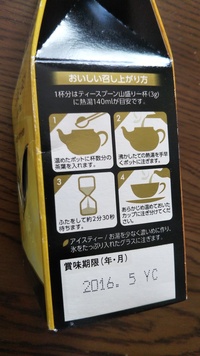 おいしい召し上がり方
1杯分はティースプーン山盛り一杯(3g)
に熱湯140mlが目安です。
1
温めたポットに杯数分の
茶葉を入れます。
2
沸かしたての熱湯を手早
くポットに注ぎます。
3
ふたをして約2分30秒
待ちます。
4
あらかじめ温めておいた
カップに注ぎ分けてくだ
さい。
アイスティー/お湯を少なく濃いめに作り、
氷をたっぷり入れたグラスに注ぎます。
賞味期限(年・月)
2016. 5 YC